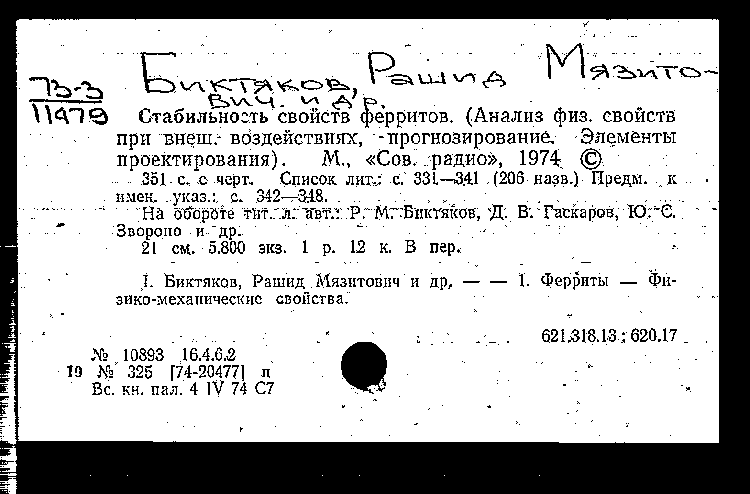 73-3
11479
Биктяков, Рашид Мязито-
вич. и др.
Стабильность свойств ферритов. (Анализ физ. свойств
при внеш. воздействиях, прогнозирование. Элементы
проектирования). М., «Сов. радио», 1974 ©
351 с. с черт. Список лит.: с. 331—341 (206 назв.) Предм. к
имен. указ.: с. 342—348.
На обороте тит. л. авт.: Р. М. Биктяков, Д. В. Гаскаров, Ю. С.
Звороно и др.
21 см. 5.800 экз. 1 р. 12 к. В пер.
I. Биктяков, Рашид Мязитович и др. — — 1. Ферриты — Фи-
зико-механические свойства.
621.318.13 : 620.17
№ 10893 16.4.6.2
19 № 325 [74-20477] п
Вс. кн. пал. 4 IV 74 С7